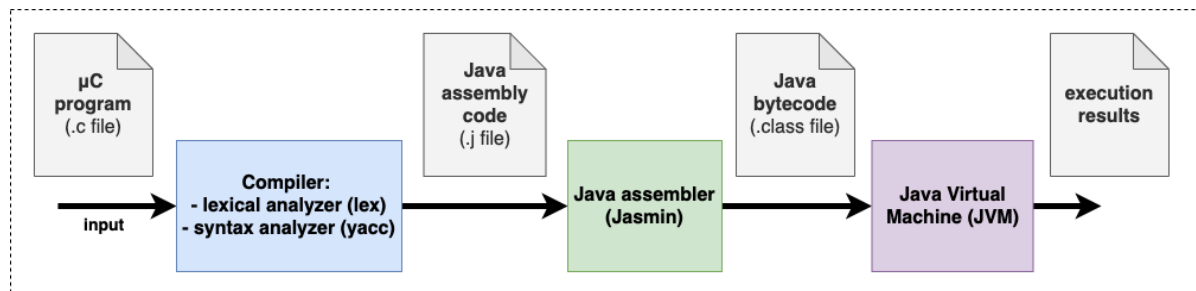 µC
program
(.c file)
input
Compiler:
- lexical analyzer (lex)
- syntax analyzer (yacc)
Java
assembly
code
(.j file)
Java assembler
(Jasmin)
Java
bytecode
(.class file)
Java Virtual
Machine (JVM)
execution
results